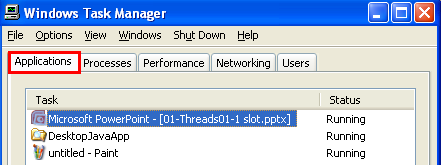 Windows Task Manager
File Options View Windows Shut Down Help
Applications Processes Performance Networking Users
Task Status
Microsoft PowerPoint - [01-Threads01-1 slot.pptx] Running
DesktopJavaApp Running
untitled - Paint Running